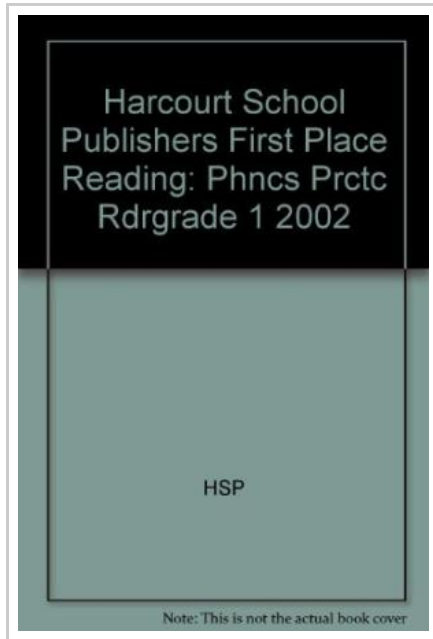 Harcourt School
Publishers First Place
Reading: Phncs Prctc
Rdrgrade 1 2002
HSP
Note: This is not the actual book cover